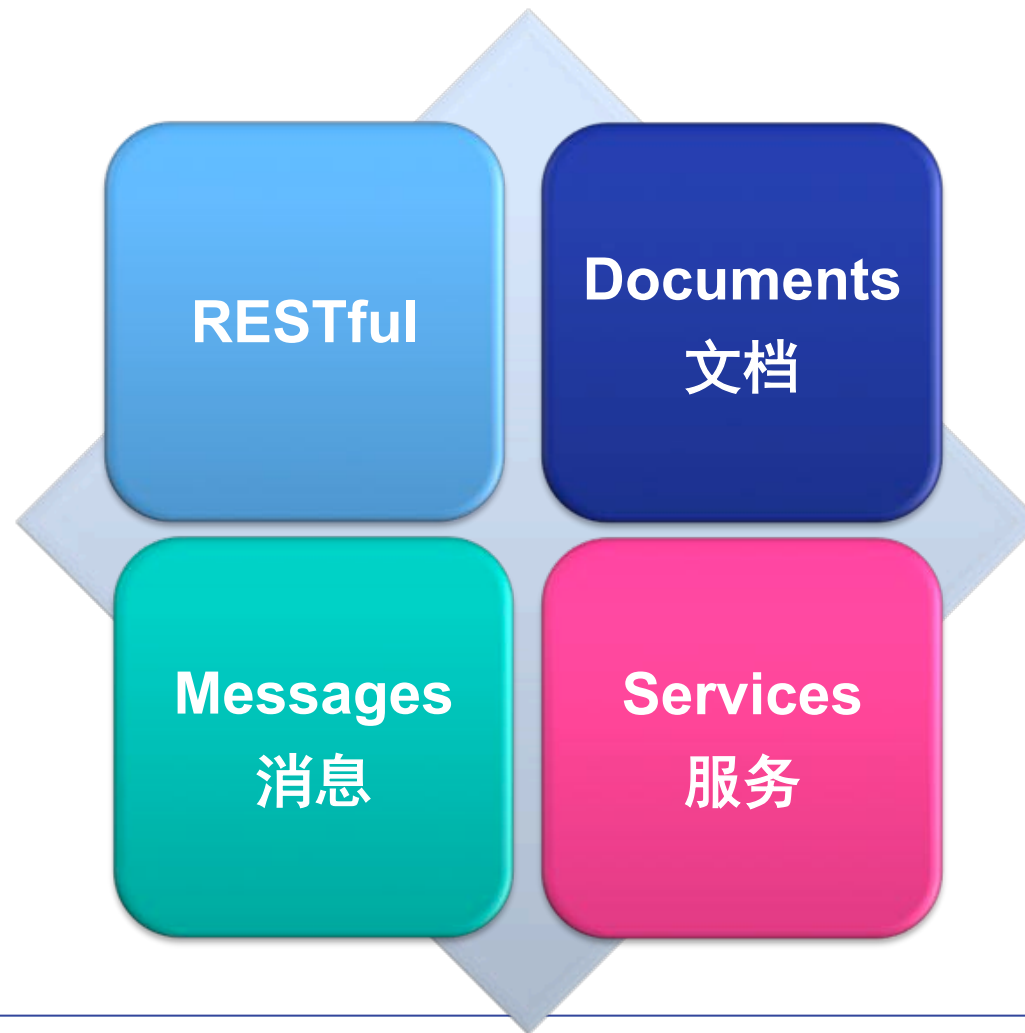 RESTful
Documents
文档
Messages
消息
Services
服务